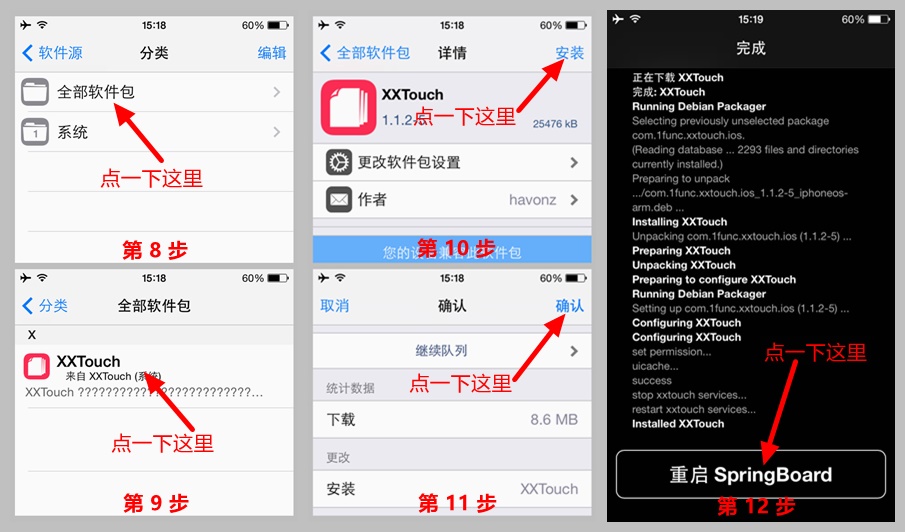 15:18
60%
软件源
分类
编辑
全部软件包
1
系统
点一下这里
第 8 步
15:18
60%
全部软件包
详情
安装
XXTouch
1.1.2-5
点一下这里
25476 kB
更改软件包设置
作者
havonz
您的设备兼容此软件包
第 10 步
15:18
60%
分类
全部软件包
X
XXTouch
来自 XXTouch (系统)
XXTouch ????????????????????????????...
点一下这里
第 9 步
15:18
60%
取消
确认
确认
继续队列
点一下这里
统计数据
下载
8.6 MB
更改
安装
XXTouch
第 11 步
15:19
60%
完成
正在下载 XXTouch
完成: XXTouch
Running Debian Packager
Selecting previously unselected package
com.1func.xxtouch.ios.
(Reading database ... 2293 files and directories
currently installed.)
Preparing to unpack
.../com.1func.xxtouch.ios_1.1.2-5_iphoneos-
arm.deb ...
Installing XXTouch
Unpacking com.1func.xxtouch.ios (1.1.2-5) ...
Preparing XXTouch
Unpacking XXTouch
Preparing to configure XXTouch
Running Debian Packager
Setting up com.1func.xxtouch.ios (1.1.2-5) ...
Configuring XXTouch
Configuring XXTouch
set permission...
uicache...
success
stop xxtouch services...
restart xxtouch services...
Installed XXTouch
点一下这里
重启 SpringBoard
第 12 步